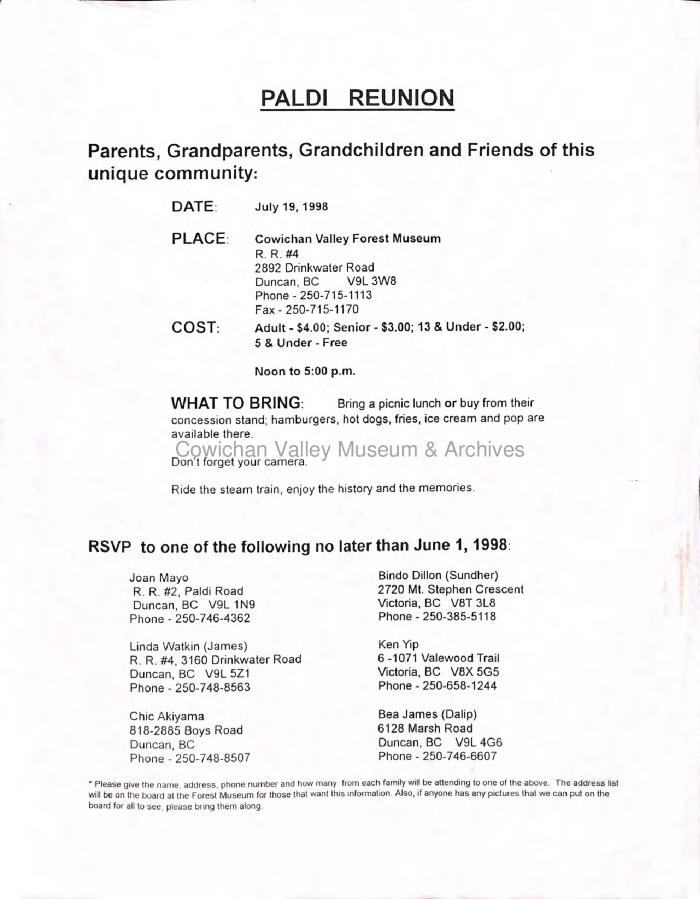 PALDI REUNION
Parents, Grandparents, Grandchildren and Friends of this
unique community:
DATE: July 19, 1998
PLACE: Cowichan Valley Forest Museum
R. R. #4
2892 Drinkwater Road
Duncan, BC V9L 3W8
Phone - 250-715-1113
Fax - 250-715-1170
COST: Adult - $4.00; Senior - $3.00; 13 & Under - $2.00;
5 & Under - Free
Noon to 5:00 p.m.
WHAT TO BRING: Bring a picnic lunch or buy from their
concession stand; hamburgers, hot dogs, fries, ice cream and pop are
available there.
Cowichan Valley Museum & Archives
Don't forget your camera.
Ride the steam train, enjoy the history and the memories.
RSVP to one of the following no later than June 1, 1998:
Joan Mayo
R. R. #2, Paldi Road
Duncan, BC V9L 1N9
Phone - 250-746-4362
Linda Watkin (James)
R. R. #4, 3160 Drinkwater Road
Duncan, BC V9L 5Z1
Phone - 250-748-8563
Chic Akiyama
818-2885 Boys Road
Duncan, BC
Phone - 250-748-8507
Bindo Dillon (Sundher)
2720 Mt. Stephen Crescent
Victoria, BC V8T 3L8
Phone - 250-385-5118
Ken Yip
6 -1071 Valewood Trail
Victoria, BC V8X 5G5
Phone - 250-658-1244
Bea James (Dalip)
6128 Marsh Road
Duncan, BC V9L 4G6
Phone - 250-746-6607
* Please give the name, address, phone number and how many from each family will be attending to one of the above. The address list
will be on the board at the Forest Museum for those that want this information. Also, if anyone has any pictures that we can put on the
board for all to see, please bring them along.